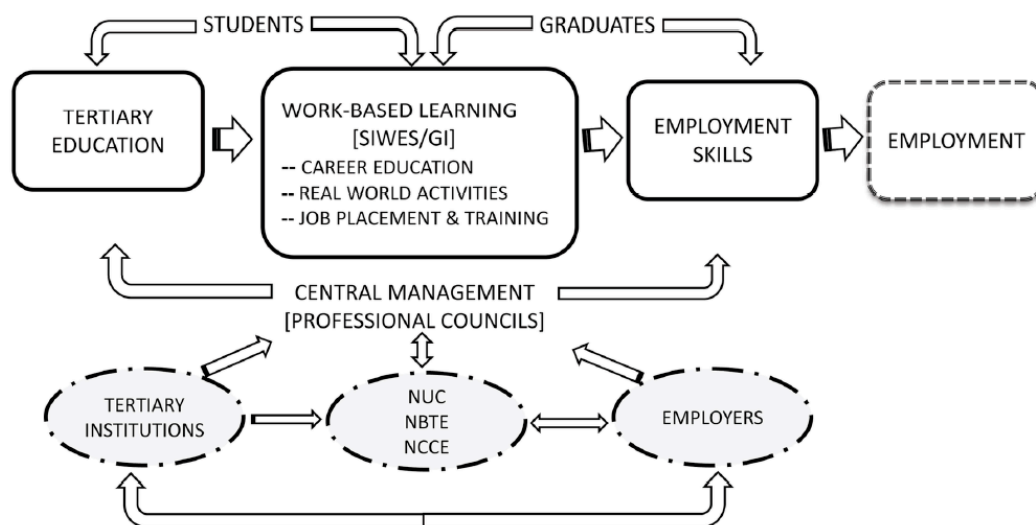 STUDENTS
GRADUATES
TERTIARY
EDUCATION
WORK-BASED LEARNING
[SIWES/GI]
-- CAREER EDUCATION
-- REAL WORLD ACTIVITIES
-- JOB PLACEMENT & TRAINING
EMPLOYMENT
SKILLS
EMPLOYMENT
CENTRAL MANAGEMENT
[PROFESSIONAL COUNCILS]
TERTIARY
INSTITUTIONS
NUC
NBTE
NCCE
EMPLOYERS